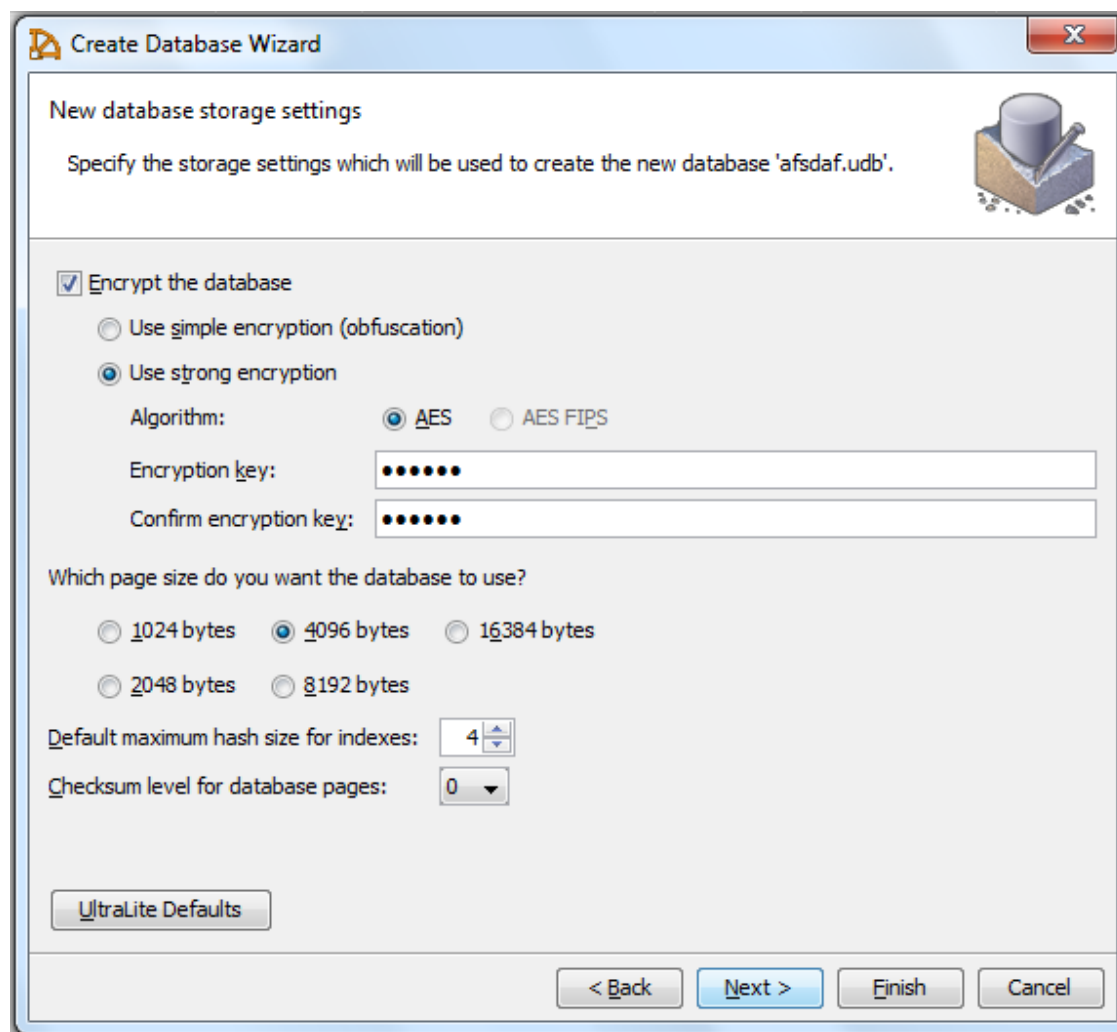 Create Database Wizard
New database storage settings
Specify the storage settings which will be used to create the new database 'afsdaf.udb'.
Encrypt the database
Use simple encryption (obfuscation)
Use strong encryption
Algorithm: AES AES FIPS
Encryption key: ••••••
Confirm encryption key: ••••••
Which page size do you want the database to use?
1024 bytes 4096 bytes 16384 bytes
2048 bytes 8192 bytes
Default maximum hash size for indexes: 4
Checksum level for database pages: 0
UltraLite Defaults
< Back Next > Finish Cancel